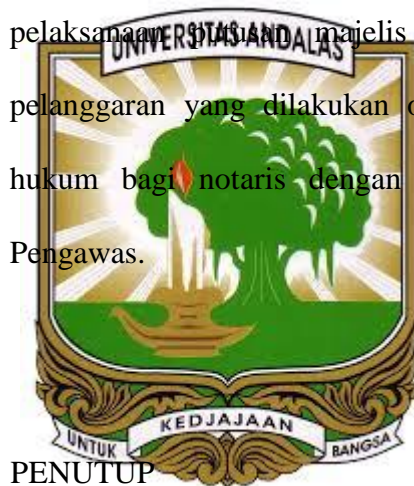 pelaksanaan putusan majelis
UNIVERSITAS ANDALAS
pelanggaran yang dilakukan
hukum bagi notaris dengan
Pengawas.
UNTUK KEDJAJAAN BANGSA
PENUTUP